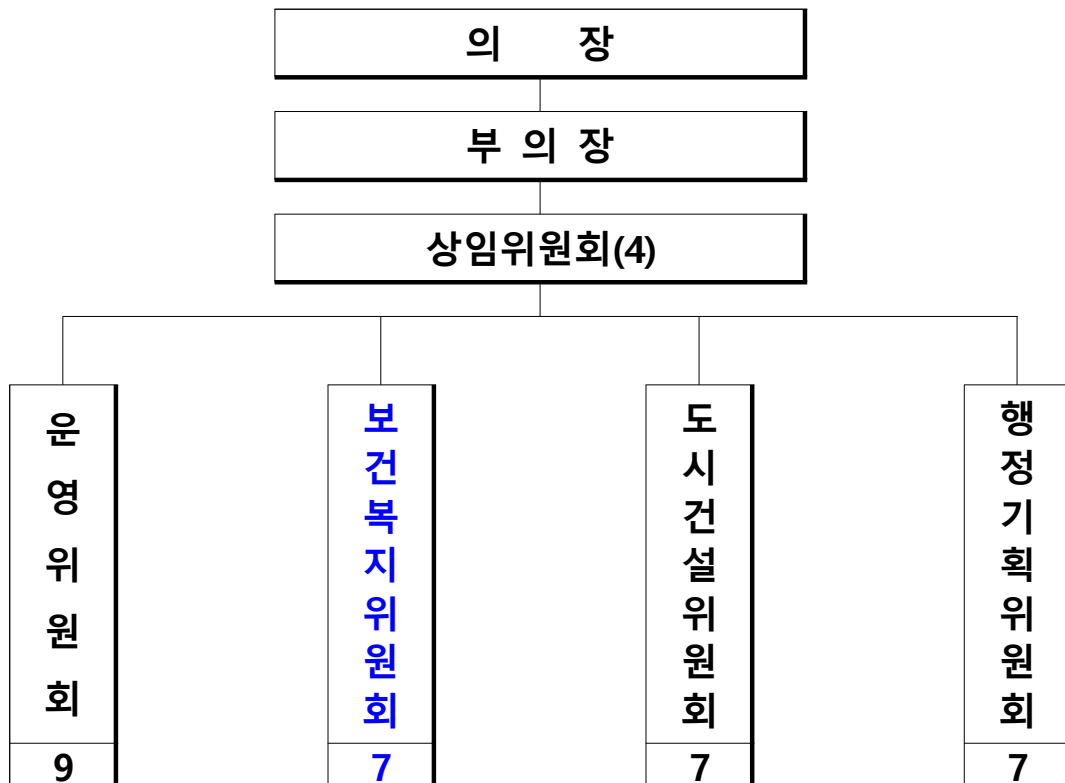 의 장
부 의 장
상임위원회(4)
운영위원회
9
보건복지위원회
7
도시건설위원회
7
행정기획위원회
7